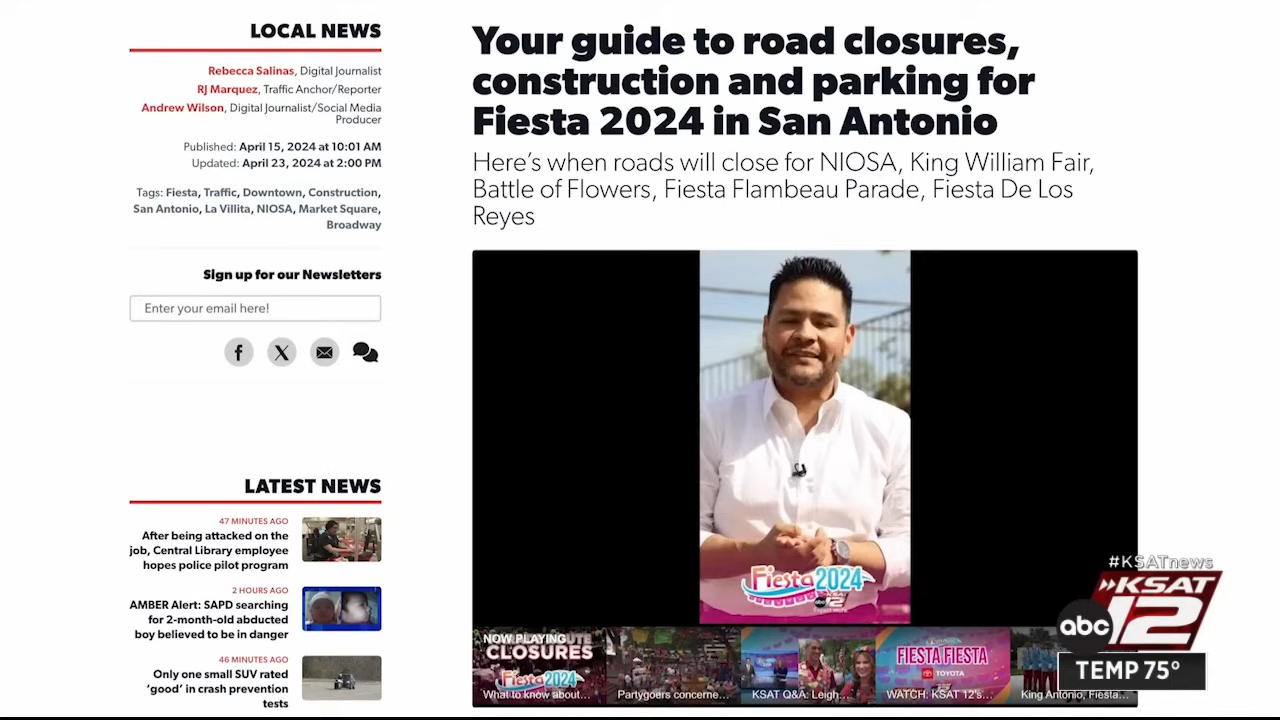 LOCAL NEWS
Rebecca Salinas, Digital Journalist
RJ Marquez, Traffic Anchor/Reporter
Andrew Wilson, Digital Journalist/Social Media
Producer
Published: April 15, 2024 at 10:01 AM
Updated: April 23, 2024 at 2:00 PM
Tags: Fiesta, Traffic, Downtown, Construction,
San Antonio, La Villita, NIOSA, Market Square,
Broadway
Sign up for our Newsletters
Enter your email here!
LATEST NEWS
47 MINUTES AGO
After being attacked on the
job, Central Library employee
hopes police pilot program
2 HOURS AGO
AMBER Alert: SAPD searching
for 2-month-old abducted
boy believed to be in danger
46 MINUTES AGO
Only one small SUV rated
‘good’ in crash prevention
tests
Your guide to road closures,
construction and parking for
Fiesta 2024 in San Antonio
Here’s when roads will close for NIOSA, King William Fair,
Battle of Flowers, Fiesta Flambeau Parade, Fiesta De Los
Reyes
Fiesta 2024
KSAT
abc 12
NOW PLAYING
CLOSURES
Fiesta 2024
What to know about...
Partygoers concerne...
KSAT Q&A: Leigh...
FIESTA FIESTA
TOYOTA
WATCH: KSAT 12's...
King Antonio, Fiesta...
#KSATnews
KSAT
abc 12
TEMP 75°